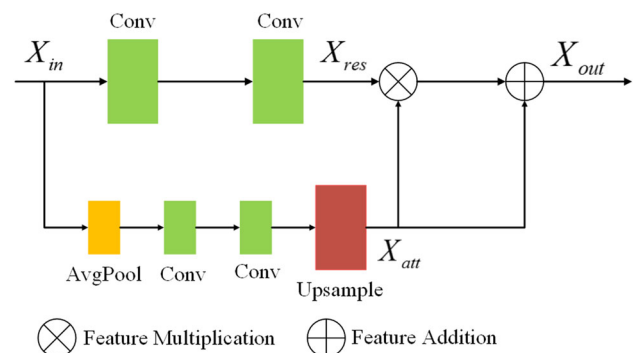 Conv
Conv
X_in
X_res
X_out
AvgPool
Conv
Conv
Upsample
X_att
Feature Multiplication
Feature Addition